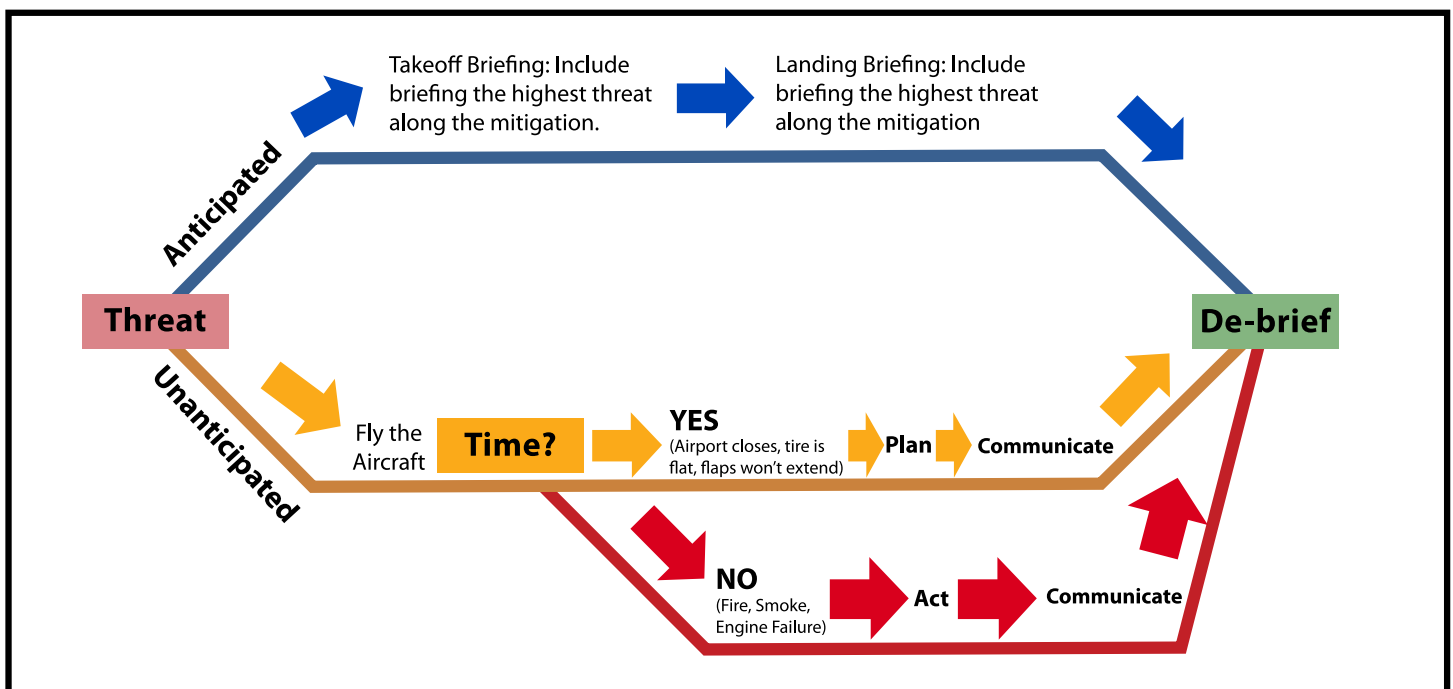 Takeoff Briefing: Include
briefing the highest threat
along the mitigation.
Landing Briefing: Include
briefing the highest threat
along the mitigation
Anticipated
Threat
De-brief
Unanticipated
Fly the
Aircraft
Time?
YES
(Airport closes, tire is
flat, flaps won't extend)
Plan
Communicate
NO
(Fire, Smoke,
Engine Failure)
Act
Communicate